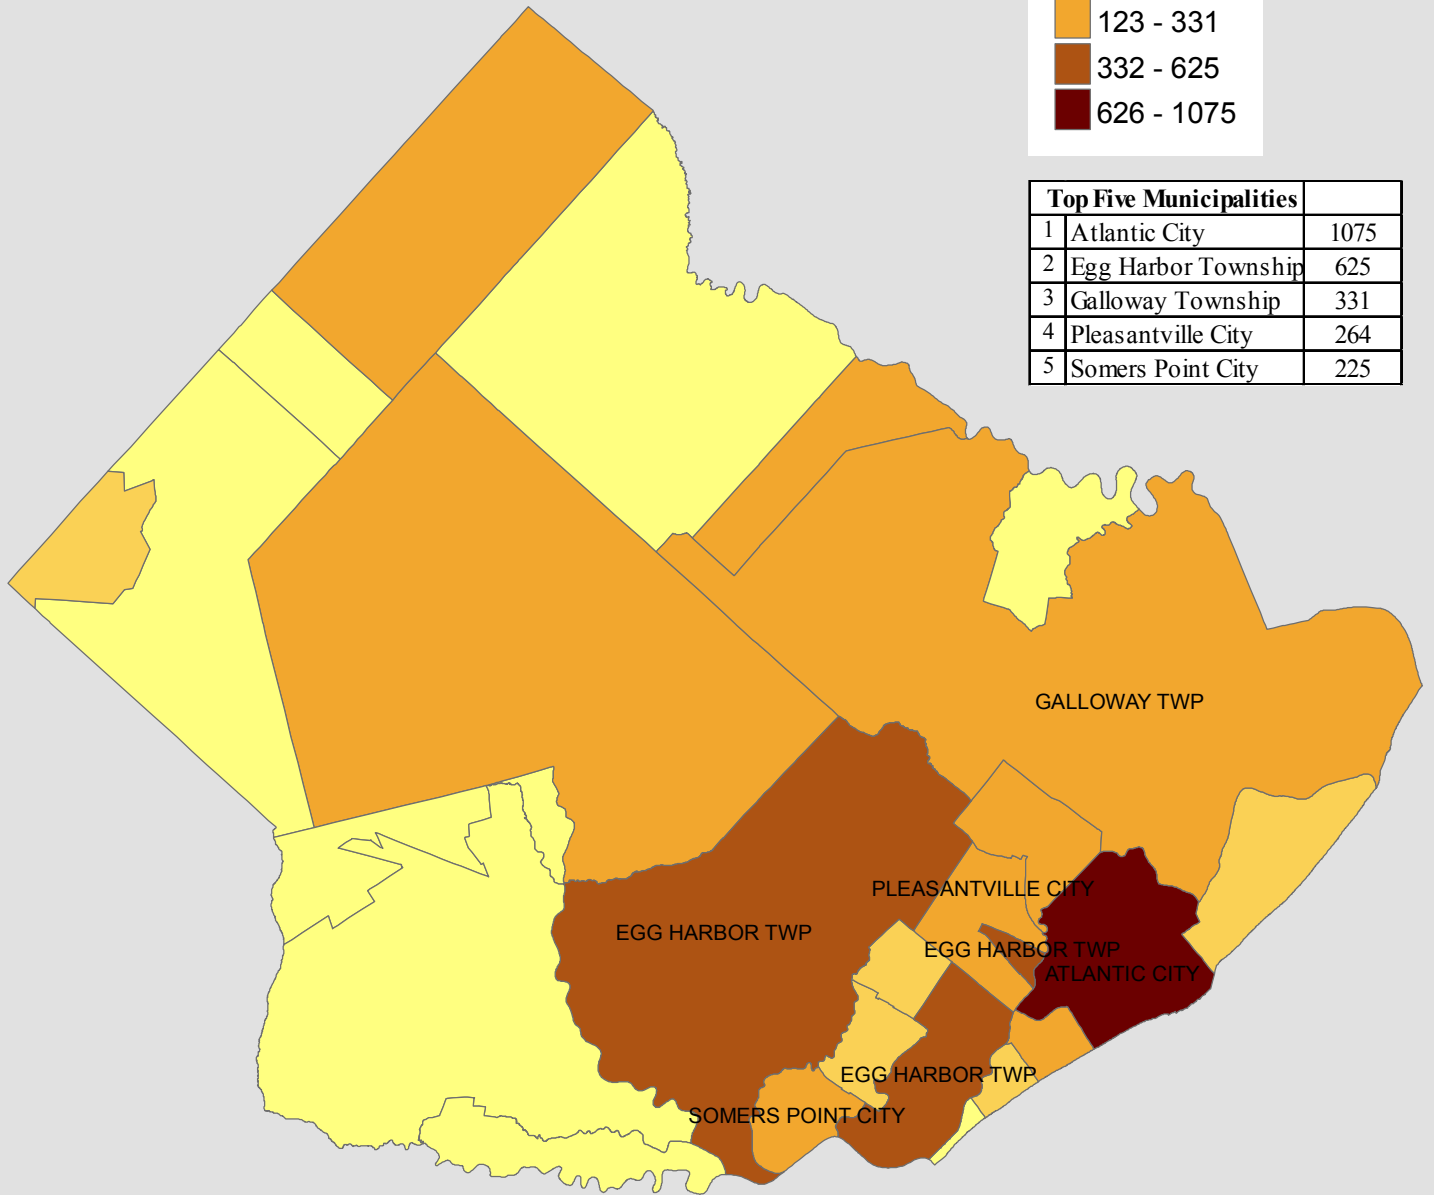 123 - 331
332 - 625
626 - 1075
Top Five Municipalities
1 Atlantic City 1075
2 Egg Harbor Township 625
3 Galloway Township 331
4 Pleasantville City 264
5 Somers Point City 225
GALLOWAY TWP
PLEASANTVILLE CITY
EGG HARBOR TWP
EGG HARBOR TWP
ATLANTIC CITY
EGG HARBOR TWP
SOMERS POINT CITY